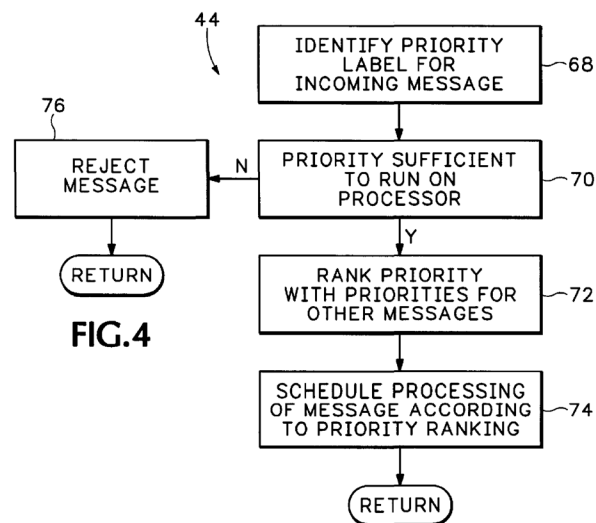 44
IDENTIFY PRIORITY
LABEL FOR
INCOMING MESSAGE
68
76
REJECT
MESSAGE
N
PRIORITY SUFFICIENT
TO RUN ON
PROCESSOR
70
RETURN
Y
FIG.4
RANK PRIORITY
WITH PRIORITIES FOR
OTHER MESSAGES
72
SCHEDULE PROCESSING
OF MESSAGE ACCORDING
TO PRIORITY RANKING
74
RETURN